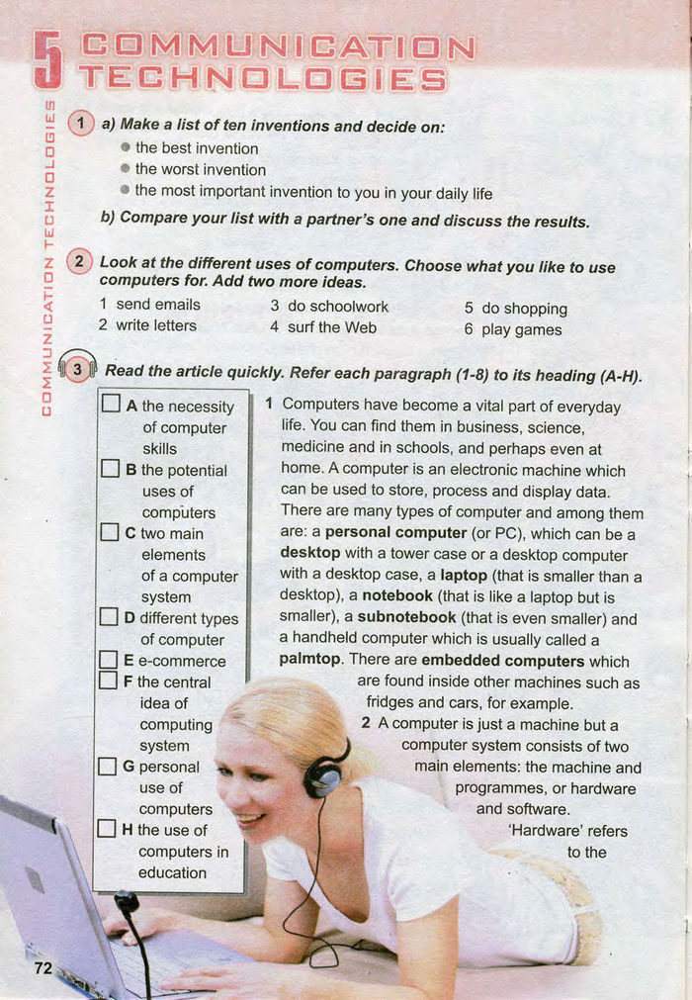 5 COMMUNICATION
TECHNOLOGIES
COMMUNICATION TECHNOLOGIES
1 a) Make a list of ten inventions and decide on:
● the best invention
● the worst invention
● the most important invention to you in your daily life
b) Compare your list with a partner's one and discuss the results.
2 Look at the different uses of computers. Choose what you like to use
computers for. Add two more ideas.
1 send emails 3 do schoolwork 5 do shopping
2 write letters 4 surf the Web 6 play games
3 Read the article quickly. Refer each paragraph (1-8) to its heading (A-H).
A the necessity
of computer
skills
B the potential
uses of
computers
C two main
elements
of a computer
system
D different types
of computer
E e-commerce
F the central
idea of
computing
system
G personal
use of
computers
H the use of
computers in
education
1 Computers have become a vital part of everyday
life. You can find them in business, science,
medicine and in schools, and perhaps even at
home. A computer is an electronic machine which
can be used to store, process and display data.
There are many types of computer and among them
are: a personal computer (or PC), which can be a
desktop with a tower case or a desktop computer
with a desktop case, a laptop (that is smaller than a
desktop), a notebook (that is like a laptop but is
smaller), a subnotebook (that is even smaller) and
a handheld computer which is usually called a
palmtop. There are embedded computers which
are found inside other machines such as
fridges and cars, for example.
2 A computer is just a machine but a
computer system consists of two
main elements: the machine and
programmes, or hardware
and software.
'Hardware' refers
to the
72